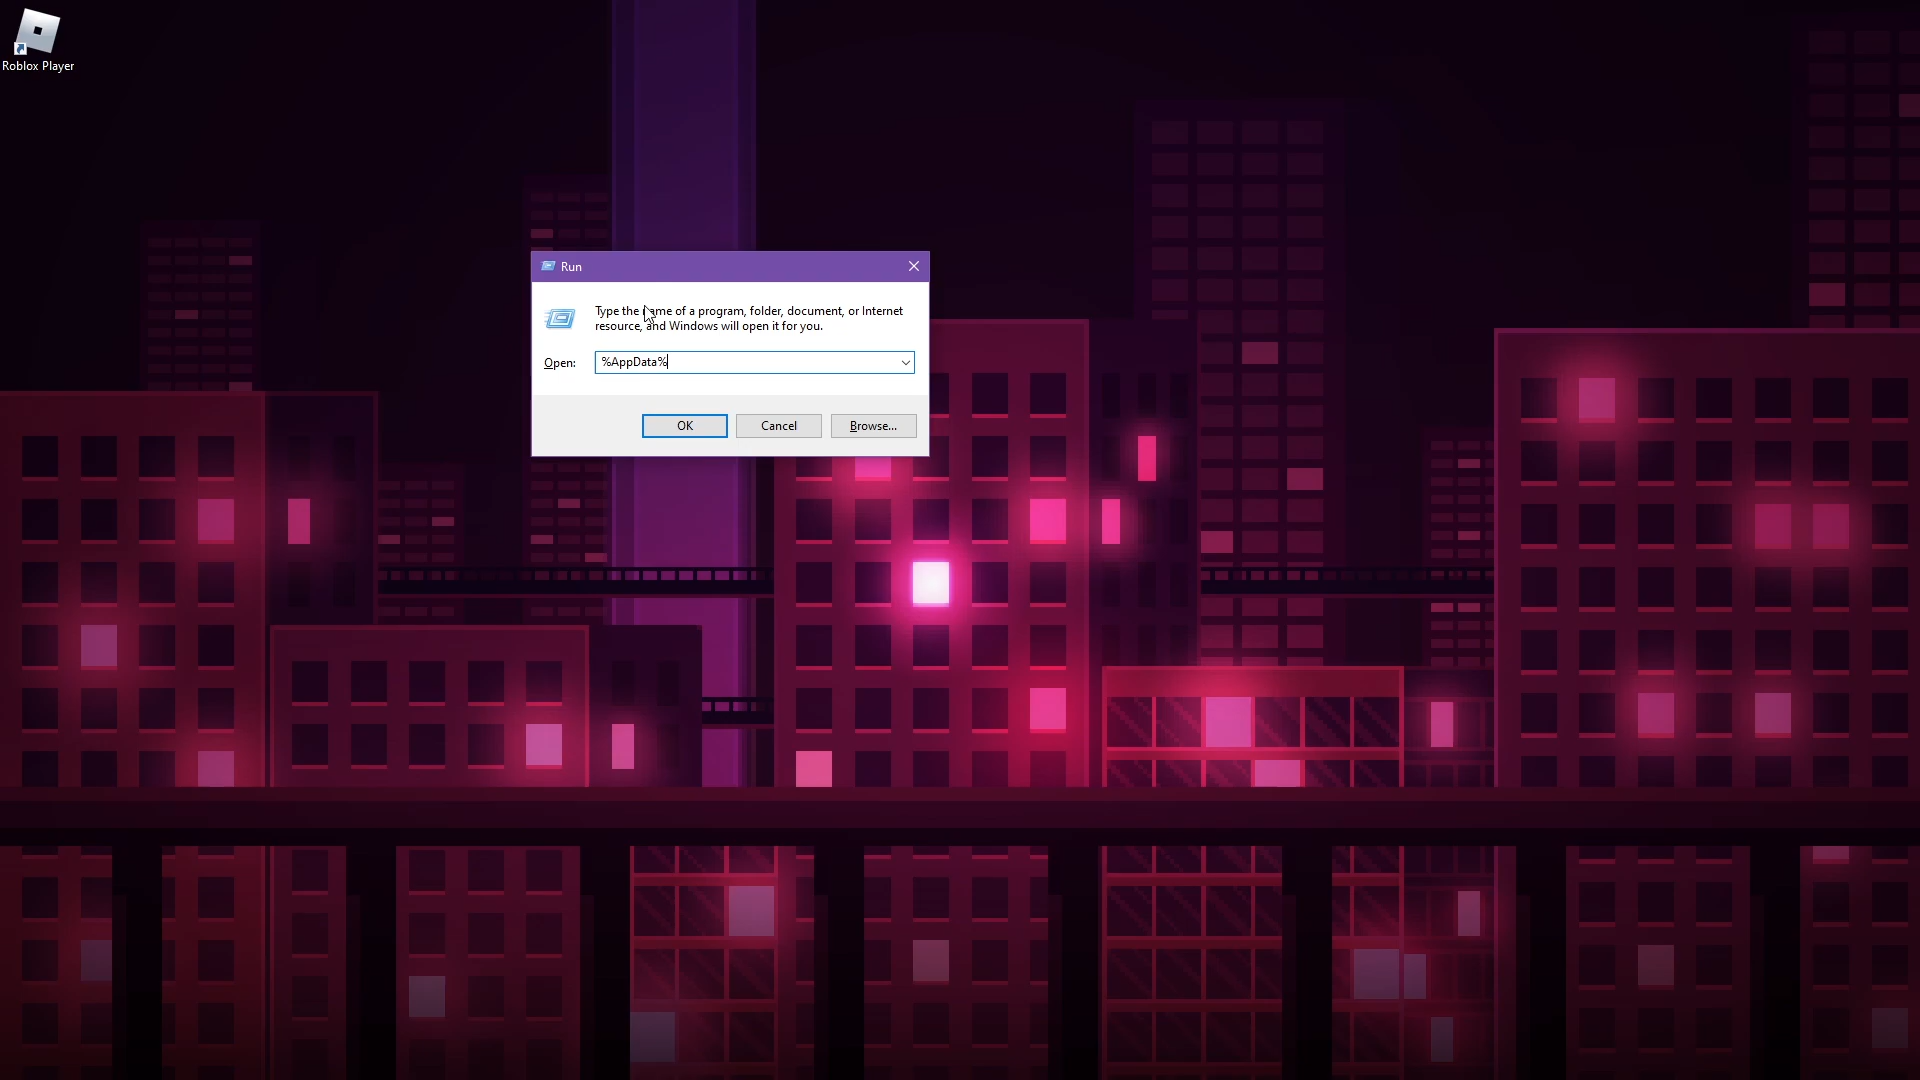 Roblox Player
Run
Type the name of a program, folder, document, or Internet
resource, and Windows will open it for you.
Open:
%AppData%
OK
Cancel
Browse...